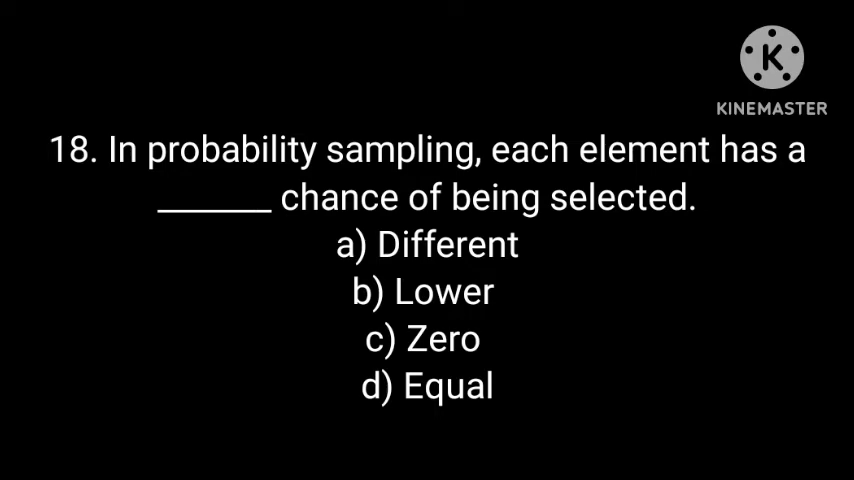 KINEMASTER
18. In probability sampling, each element has a
_______ chance of being selected.
a) Different
b) Lower
c) Zero
d) Equal